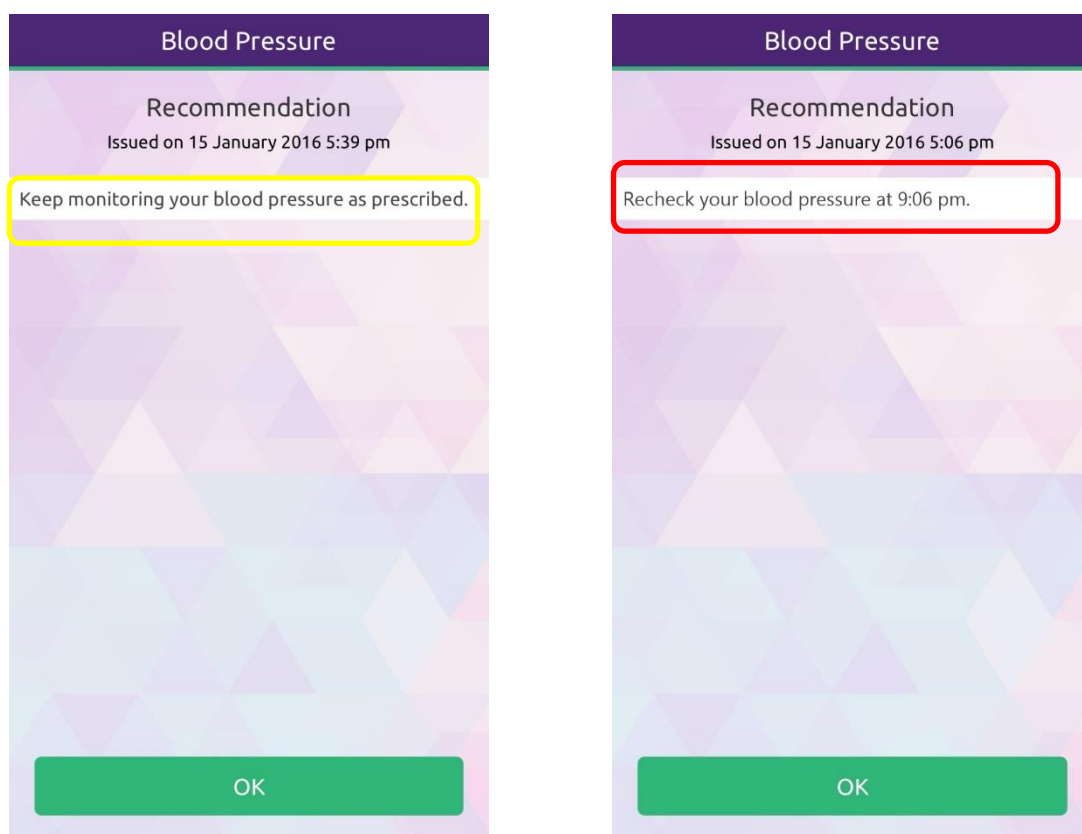 Blood Pressure
Recommendation
Issued on 15 January 2016 5:39 pm
Keep monitoring your blood pressure as prescribed.
OK
Blood Pressure
Recommendation
Issued on 15 January 2016 5:06 pm
Recheck your blood pressure at 9:06 pm.
OK